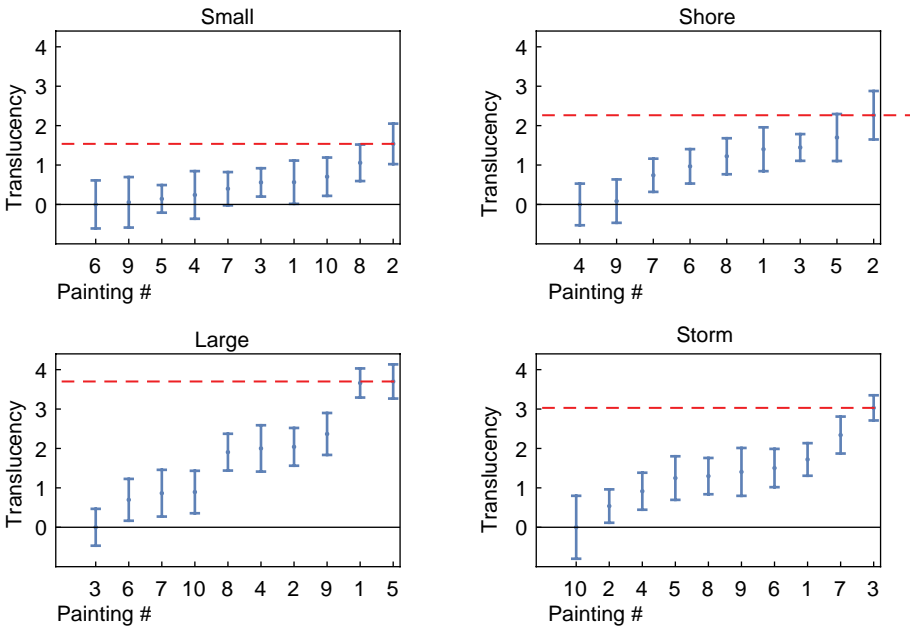 Small
Translucency
4
3
2
1
0
6 9 5 4 7 3 1 10 8 2
Painting #
Shore
Translucency
4
3
2
1
0
4 9 7 6 8 1 3 5 2
Painting #
Large
Translucency
4
3
2
1
0
3 6 7 10 8 4 2 9 1 5
Painting #
Storm
Translucency
4
3
2
1
0
10 2 4 5 8 9 6 1 7 3
Painting #